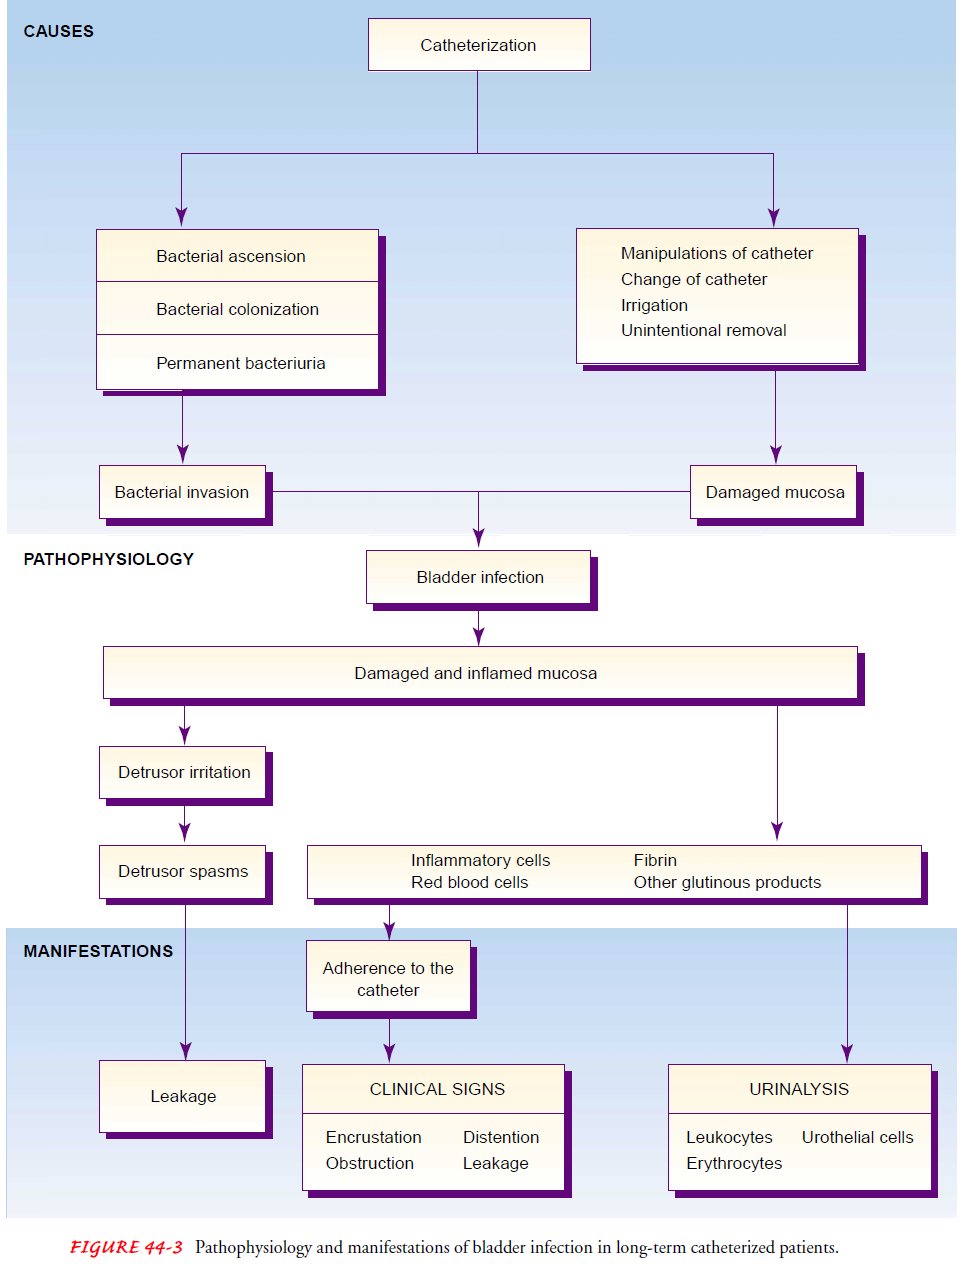 CAUSES
Catheterization
Bacterial ascension
Bacterial colonization
Permanent bacteriuria
Manipulations of catheter
Change of catheter
Irrigation
Unintentional removal
Bacterial invasion
Damaged mucosa
PATHOPHYSIOLOGY
Bladder infection
Damaged and inflamed mucosa
Detrusor irritation
Detrusor spasms
Inflammatory cells Fibrin
Red blood cells Other glutinous products
MANIFESTATIONS
Adherence to the
catheter
Leakage
CLINICAL SIGNS
Encrustation Distention
Obstruction Leakage
URINALYSIS
Leukocytes Urothelial cells
Erythrocytes
FIGURE 44-3 Pathophysiology and manifestations of bladder infection in long-term catheterized patients.